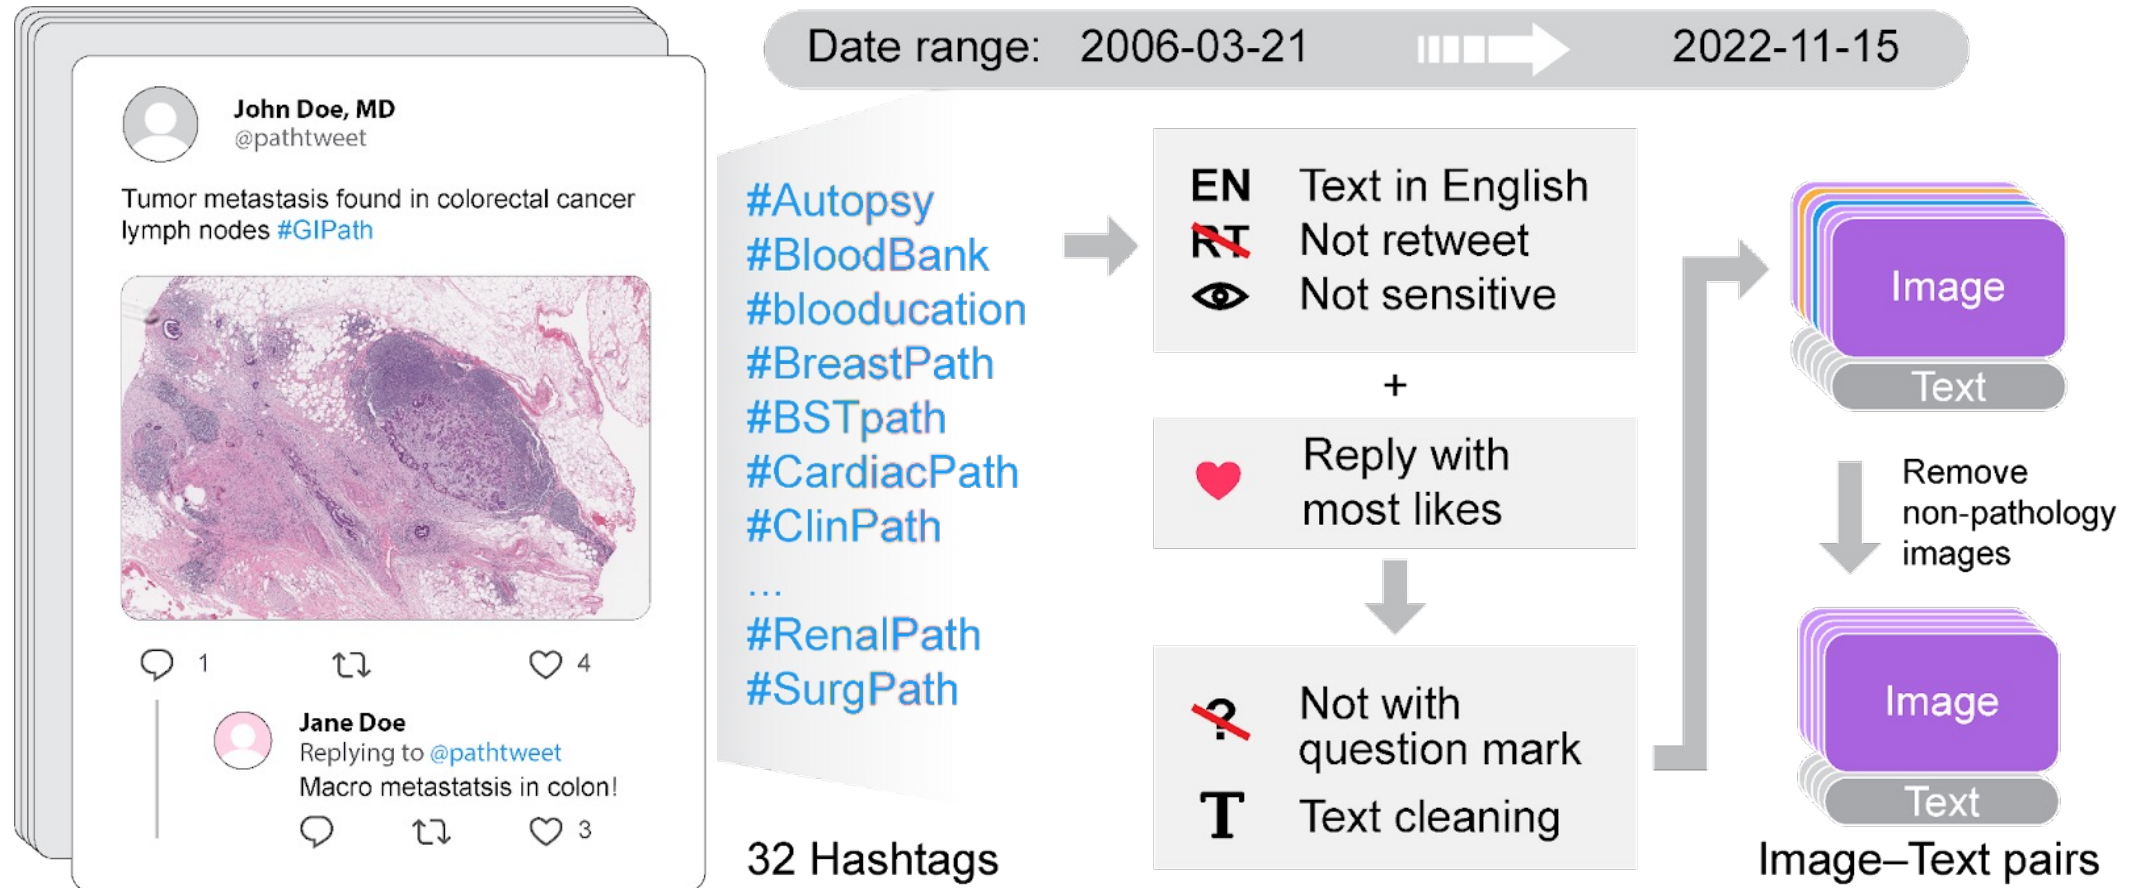 Date range: 2006-03-21 2022-11-15
John Doe, MD
@pathtweet
Tumor metastasis found in colorectal cancer
lymph nodes #GIPath
1
4
Jane Doe
Replying to @pathtweet
Macro metastatsis in colon!
3
#Autopsy
#BloodBank
#blooducation
#BreastPath
#BSTpath
#CardiacPath
#ClinPath
...
#RenalPath
#SurgPath
32 Hashtags
EN Text in English
RT Not retweet
Not sensitive
+
Reply with
most likes
? Not with
question mark
T Text cleaning
Image
Text
Remove
non-pathology
images
Image
Text
Image–Text pairs